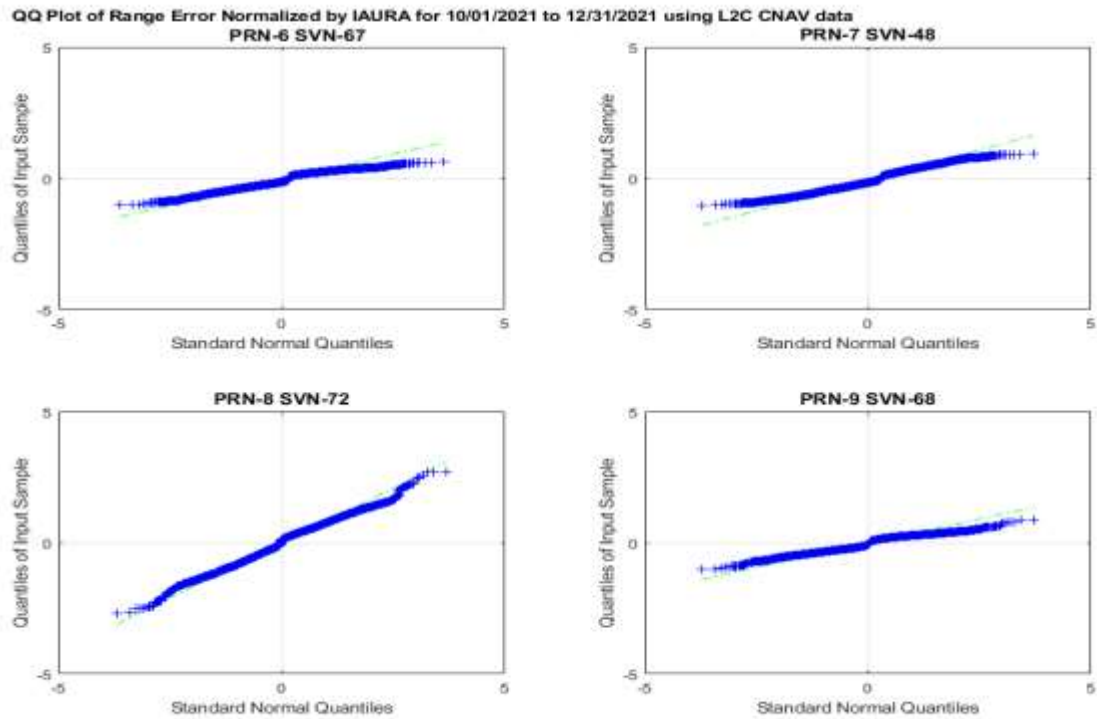 QQ Plot of Range Error Normalized by IAURA for 10/01/2021 to 12/31/2021 using L2C CNAV data
PRN-6 SVN-67
5
0
-5
Quantiles of Input Sample
-5 0 5
Standard Normal Quantiles
PRN-7 SVN-48
5
0
-5
Quantiles of Input Sample
-5 0 5
Standard Normal Quantiles
PRN-8 SVN-72
5
0
-5
Quantiles of Input Sample
-5 0 5
Standard Normal Quantiles
PRN-9 SVN-68
5
0
-5
Quantiles of Input Sample
-5 0 5
Standard Normal Quantiles